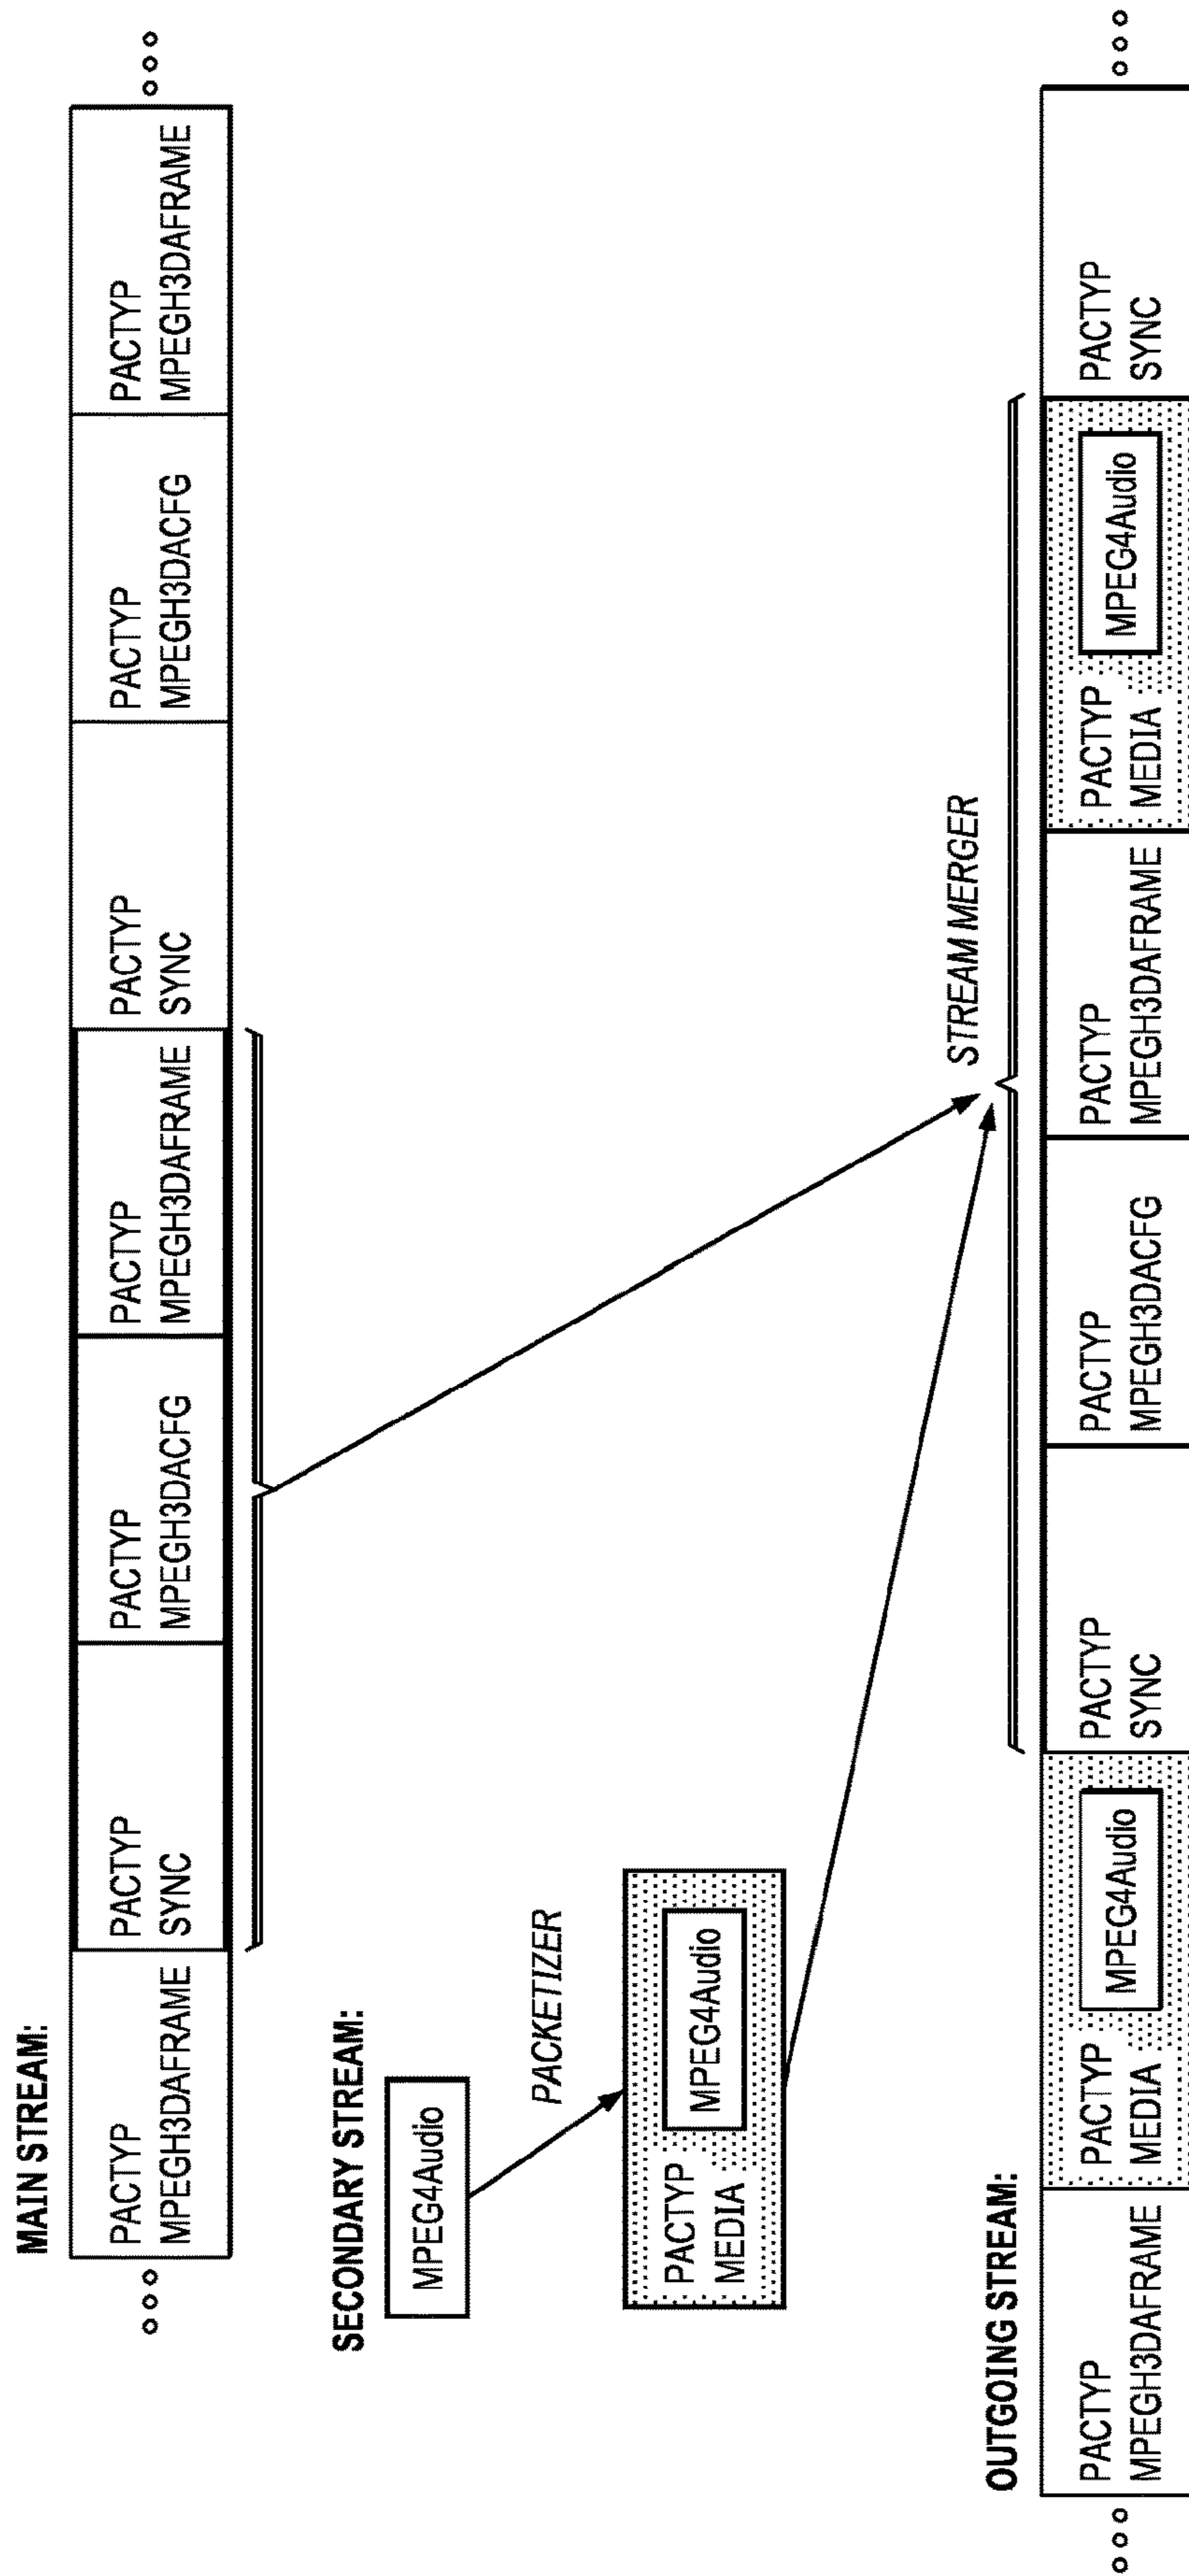 MAIN STREAM:
PACTYP
MPEGH3DAFRAME
PACTYP
SYNC
PACTYP
MPEGH3DACFG
PACTYP
MPEGH3DAFRAME
PACTYP
SYNC
PACTYP
MPEGH3DACFG
PACTYP
MPEGH3DAFRAME
SECONDARY STREAM:
MPEG4Audio
PACKETIZER
PACTYP
MEDIA
MPEG4Audio
STREAM MERGER
OUTGOING STREAM:
PACTYP
MPEGH3DAFRAME
PACTYP
MEDIA
MPEG4Audio
PACTYP
SYNC
PACTYP
MPEGH3DACFG
PACTYP
MPEGH3DAFRAME
PACTYP
MEDIA
MPEG4Audio
PACTYP
SYNC